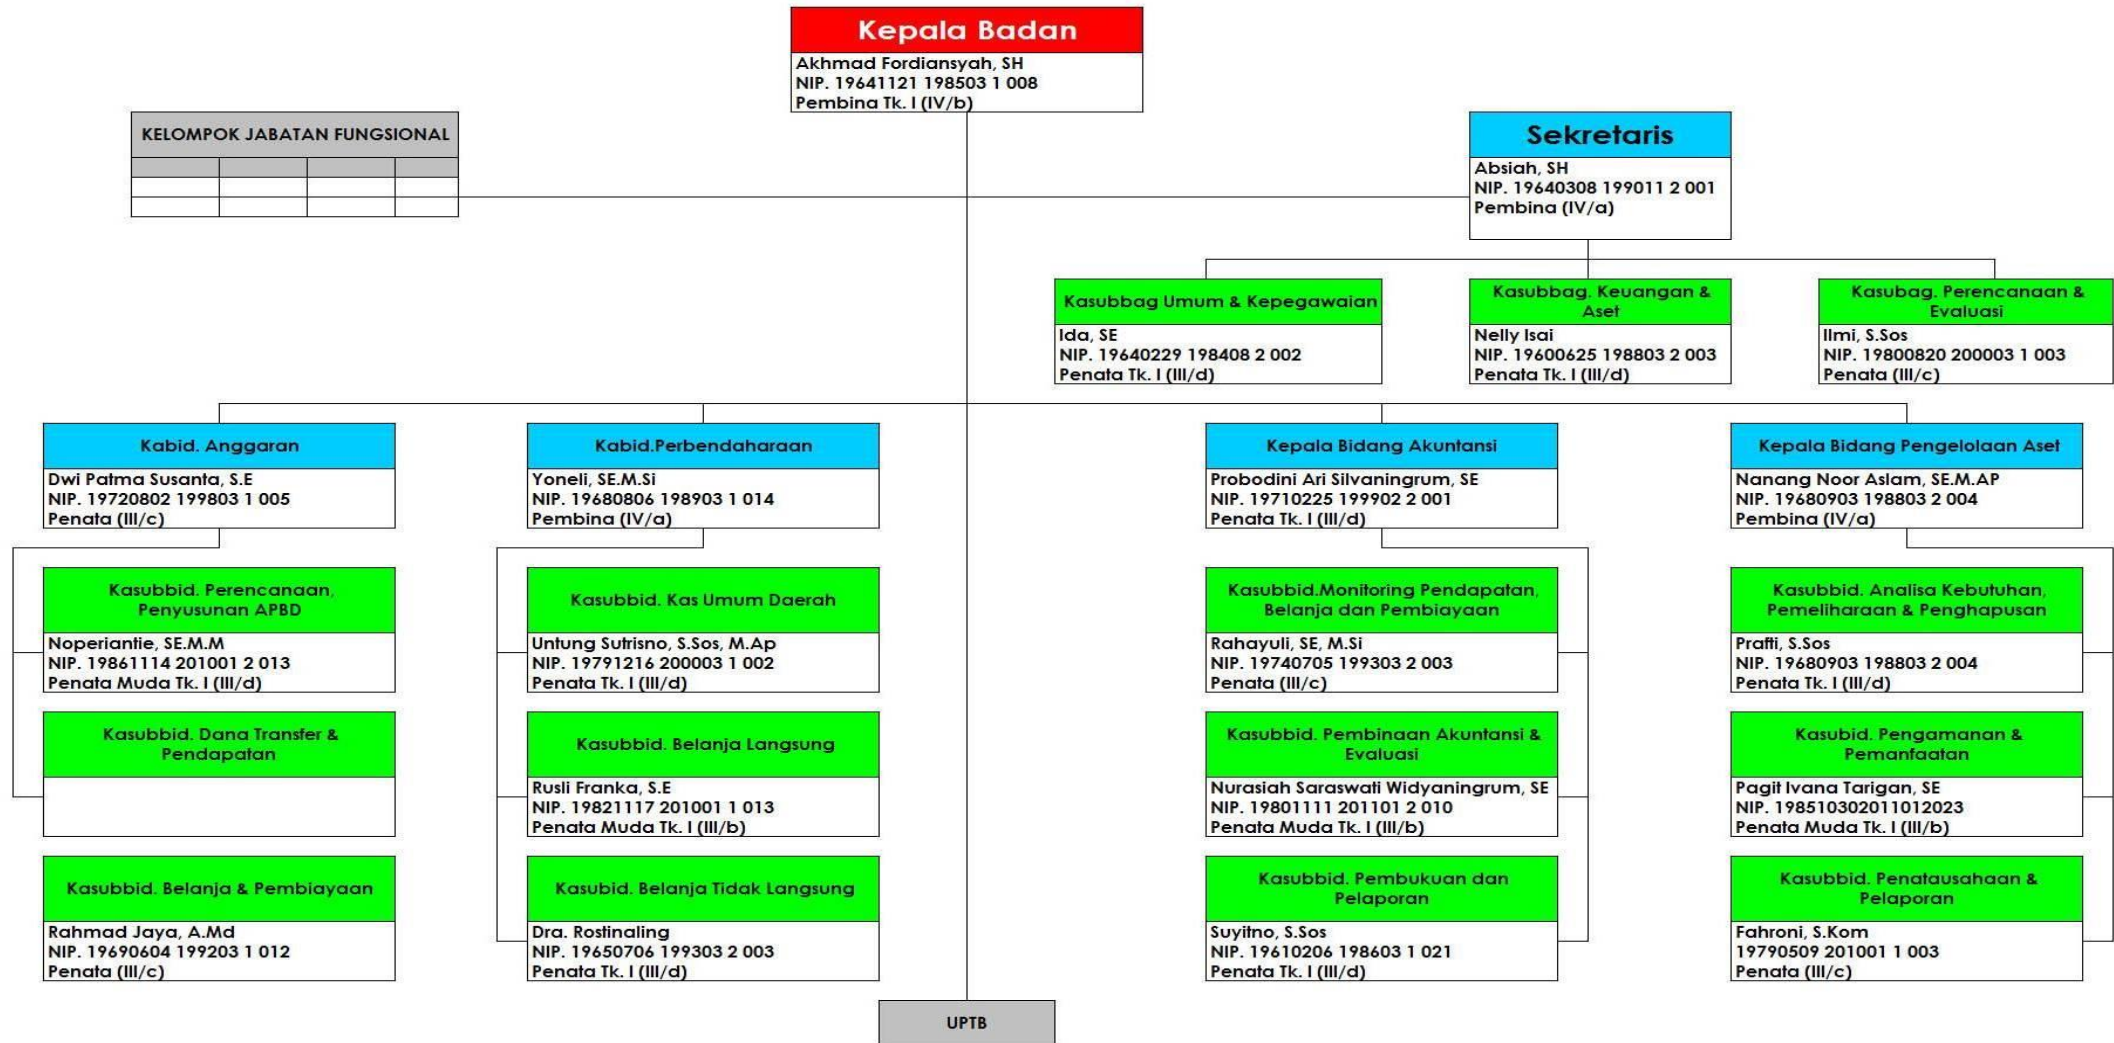 Kepala Badan
Akhmad Fordiansyah, SH
NIP. 19641121 198503 1 008
Pembina Tk. I (IV/b)
KELOMPOK JABATAN FUNGSIONAL
Sekretaris
Absiah, SH
NIP. 19640308 199011 2 001
Pembina (IV/a)
Kasubbag Umum & Kepegawaian
Ida, SE
NIP. 19640229 198408 2 002
Penata Tk. I (III/d)
Kasubbag. Keuangan &
Aset
Nelly Isai
NIP. 19600625 198803 2 003
Penata Tk. I (III/d)
Kasubag. Perencanaan &
Evaluasi
Ilmi, S.Sos
NIP. 19800820 200003 1 003
Penata (III/c)
Kabid. Anggaran
Dwi Patma Susanta, S.E
NIP. 19720802 199803 1 005
Penata (III/c)
Kabid.Perbendaharaan
Yoneli, SE.M.Si
NIP. 19680806 198903 1 014
Pembina (IV/a)
Kepala Bidang Akuntansi
Probodini Ari Silvaningrum, SE
NIP. 19710225 199902 2 001
Penata Tk. I (III/d)
Kepala Bidang Pengelolaan Aset
Nanang Noor Aslam, SE.M.AP
NIP. 19680903 198803 2 004
Pembina (IV/a)
Kasubbid. Perencanaan,
Penyusunan APBD
Noperiantie, SE.M.M
NIP. 19861114 201001 2 013
Penata Muda Tk. I (III/d)
Kasubbid. Kas Umum Daerah
Untung Sutrisno, S.Sos, M.Ap
NIP. 19791216 200003 1 002
Penata Tk. I (III/d)
Kasubbid.Monitoring Pendapatan,
Belanja dan Pembiayaan
Rahayuli, SE, M.Si
NIP. 19740705 199303 2 003
Penata (III/c)
Kasubbid. Analisa Kebutuhan,
Pemeliharaan & Penghapusan
Prafti, S.Sos
NIP. 19680903 198803 2 004
Penata Tk. I (III/d)
Kasubbid. Dana Transfer &
Pendapatan
Kasubbid. Belanja Langsung
Rusli Franka, S.E
NIP. 19821117 201001 1 013
Penata Muda Tk. I (III/b)
Kasubbid. Pembinaan Akuntansi &
Evaluasi
Nurasiah Saraswati Widyaningrum, SE
NIP. 19801111 201101 2 010
Penata Muda Tk. I (III/b)
Kasubid. Pengamanan &
Pemanfaatan
Pagit Ivana Tarigan, SE
NIP. 198510302011012023
Penata Muda Tk. I (III/b)
Kasubbid. Belanja & Pembiayaan
Rahmad Jaya, A.Md
NIP. 19690604 199203 1 012
Penata (III/c)
Kasubid. Belanja Tidak Langsung
Dra. Rostinaling
NIP. 19650706 199303 2 003
Penata Tk. I (III/d)
Kasubbid. Pembukuan dan
Pelaporan
Suyitno, S.Sos
NIP. 19610206 198603 1 021
Penata Tk. I (III/d)
Kasubbid. Penatausahaan &
Pelaporan
Fahroni, S.Kom
19790509 201001 1 003
Penata (III/c)
UPTB